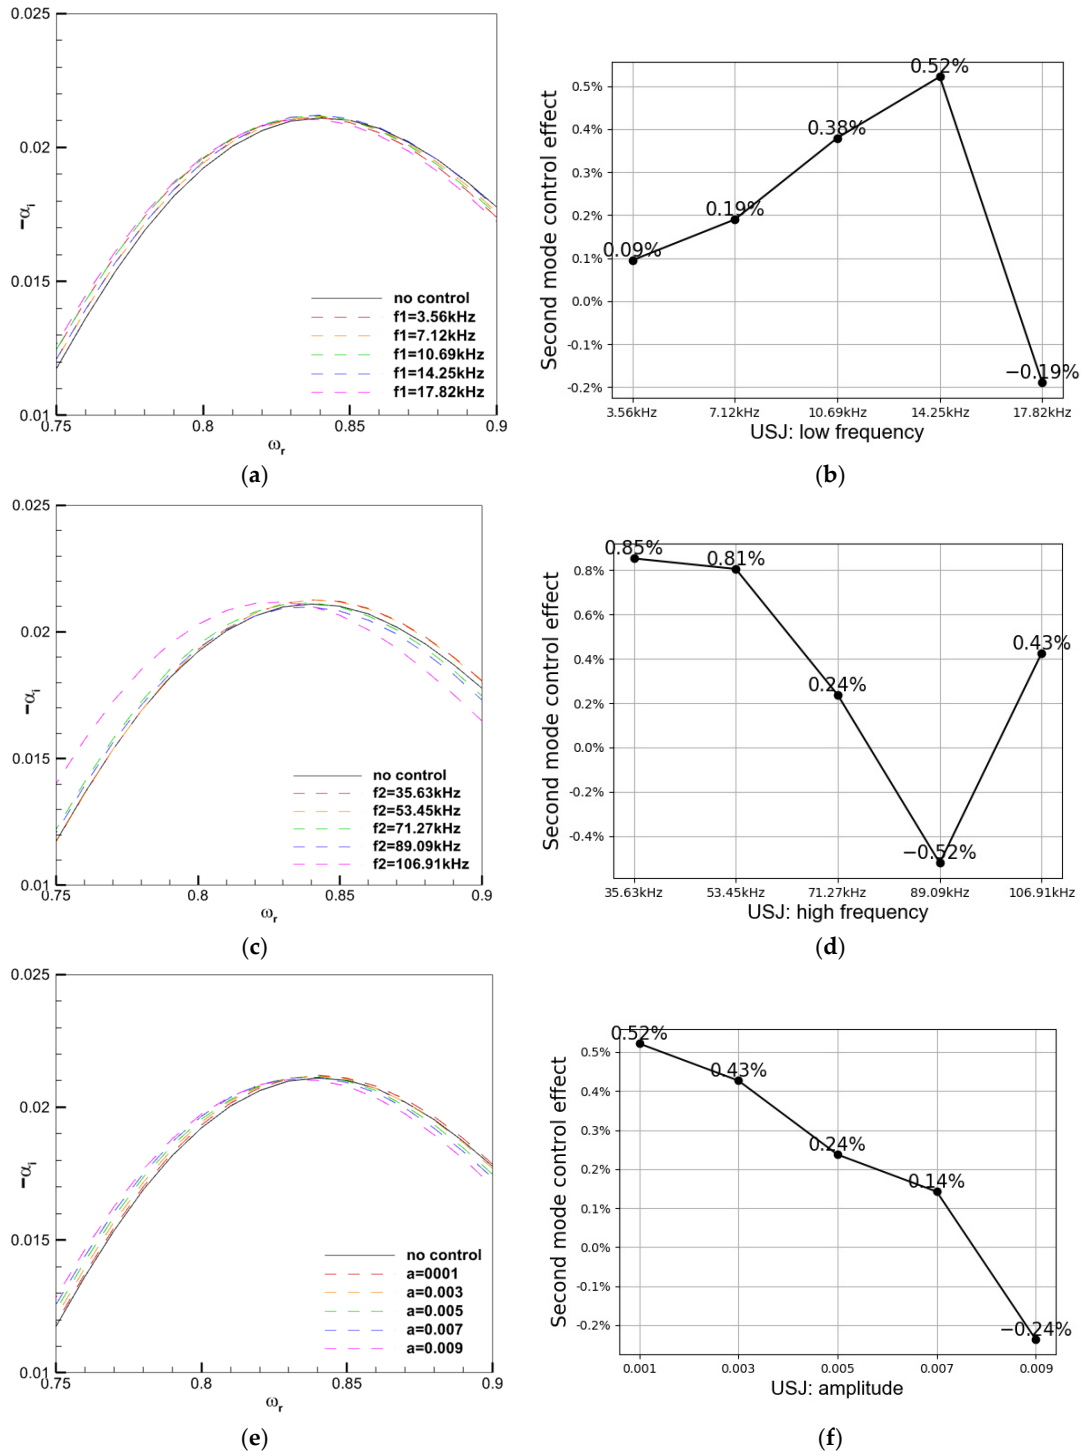 0.025
0.02
0.015
0.01
−αi
0.75
0.8
0.85
0.9
ωr
no control
f1=3.56kHz
f1=7.12kHz
f1=10.69kHz
f1=14.25kHz
f1=17.82kHz
(a)
Second mode control effect
0.5%
0.4%
0.3%
0.2%
0.1%
0.0%
-0.1%
-0.2%
0.09%
0.19%
0.38%
0.52%
−0.19%
3.56kHz
7.12kHz
10.69kHz
14.25kHz
17.82kHz
USJ: low frequency
(b)
0.025
0.02
0.015
0.01
−αi
0.75
0.8
0.85
0.9
ωr
no control
f2=35.63kHz
f2=53.45kHz
f2=71.27kHz
f2=89.09kHz
f2=106.91kHz
(c)
Second mode control effect
0.8%
0.6%
0.4%
0.2%
0.0%
-0.2%
-0.4%
0.85%
0.81%
0.24%
−0.52%
0.43%
35.63kHz
53.45kHz
71.27kHz
89.09kHz
106.91kHz
USJ: high frequency
(d)
0.025
0.02
0.015
0.01
−αi
0.75
0.8
0.85
0.9
ωr
no control
a=0001
a=0.003
a=0.005
a=0.007
a=0.009
(e)
Second mode control effect
0.5%
0.4%
0.3%
0.2%
0.1%
0.0%
-0.1%
-0.2%
0.52%
0.43%
0.24%
0.14%
−0.24%
0.001
0.003
0.005
0.007
0.009
USJ: amplitude
(f)